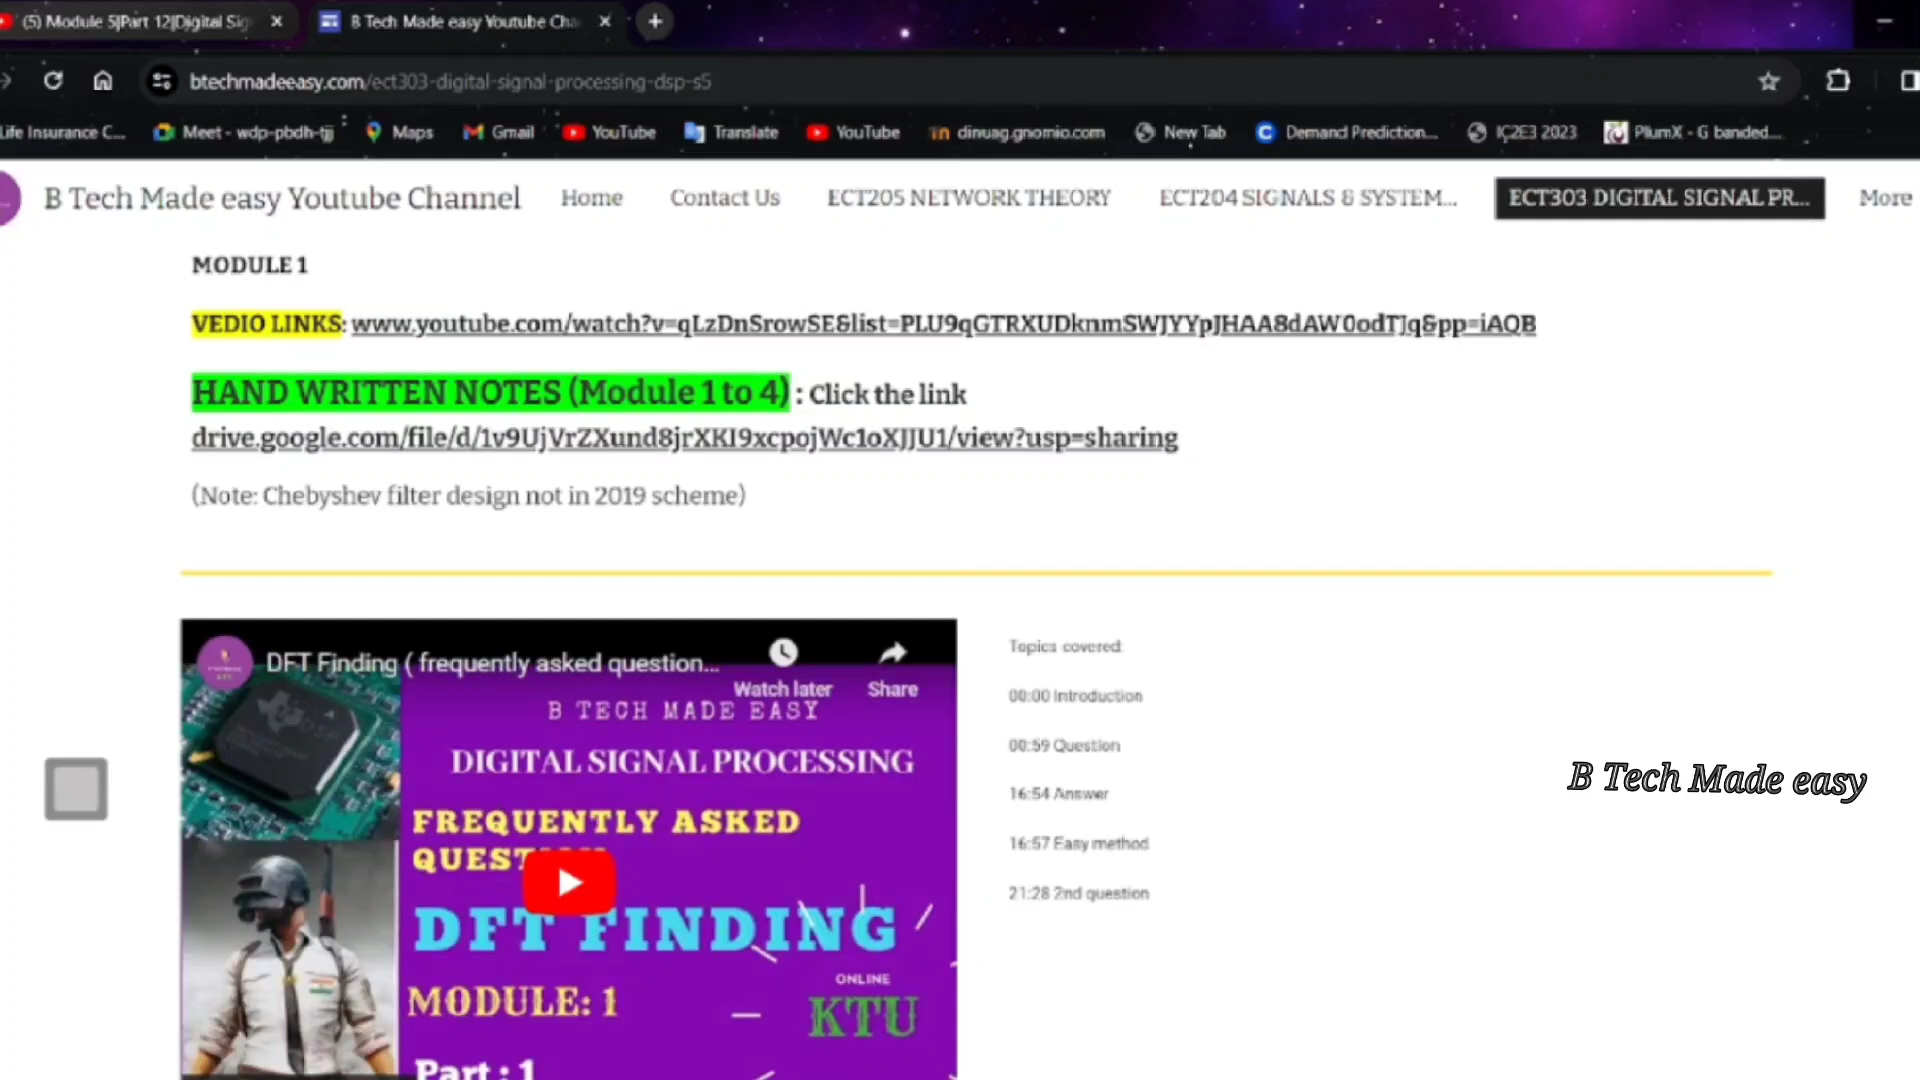 (5) Module 5|Part 12|Digital Sig
B Tech Made easy Youtube Cha
btechmadeeasy.com/ect303-digital-signal-processing-dsp-s5
Life Insurance C...
Meet - wdp-pbdh-tjj
Maps
Gmail
YouTube
Translate
YouTube
dinuag.gnomio.com
New Tab
Demand Prediction...
IC2E3 2023
PlumX - G banded...
B Tech Made easy Youtube Channel
Home
Contact Us
ECT205 NETWORK THEORY
ECT204 SIGNALS & SYSTEM...
ECT303 DIGITAL SIGNAL PR...
More
MODULE 1
VEDIO LINKS: www.youtube.com/watch?v=qLzDnSrowSE&list=PLU9qGTRXUDknmSWJYYpJHAA8dAW0odTJq&pp=iAQB
HAND WRITTEN NOTES (Module 1 to 4) : Click the link
drive.google.com/file/d/1v9UjVrZXund8jrXKI9xcpojWc1oXJJU1/view?usp=sharing
(Note: Chebyshev filter design not in 2019 scheme)
DFT Finding ( frequently asked question...
Watch later
Share
B TECH MADE EASY
DIGITAL SIGNAL PROCESSING
FREQUENTLY ASKED
DFT FINDING
MODULE: 1
ONLINE
KTU
Part : 1
Topics covered:
00:00 Introduction
00:59 Question
16:54 Answer
16:57 Easy method
21:28 2nd question
B Tech Made easy